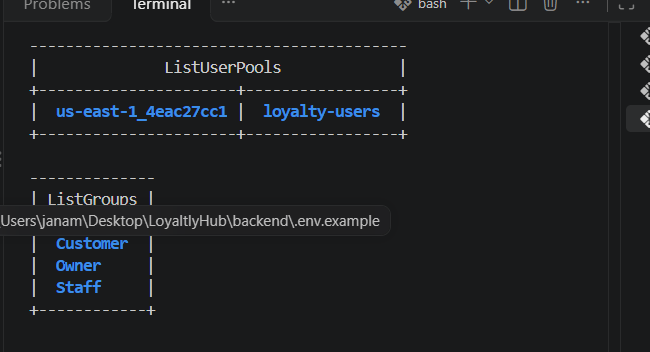 Problems Terminal ... bash
-----------------------------------------
| ListUserPools |
+----------------------+-----------------+
| us-east-1_4eac27cc1 | loyalty-users |
+----------------------+-----------------+
--------------
| ListGroups |
Users\janam\Desktop\LoyaltlyHub\backend\.env.example
| Customer |
| Owner |
| Staff |
+------------+